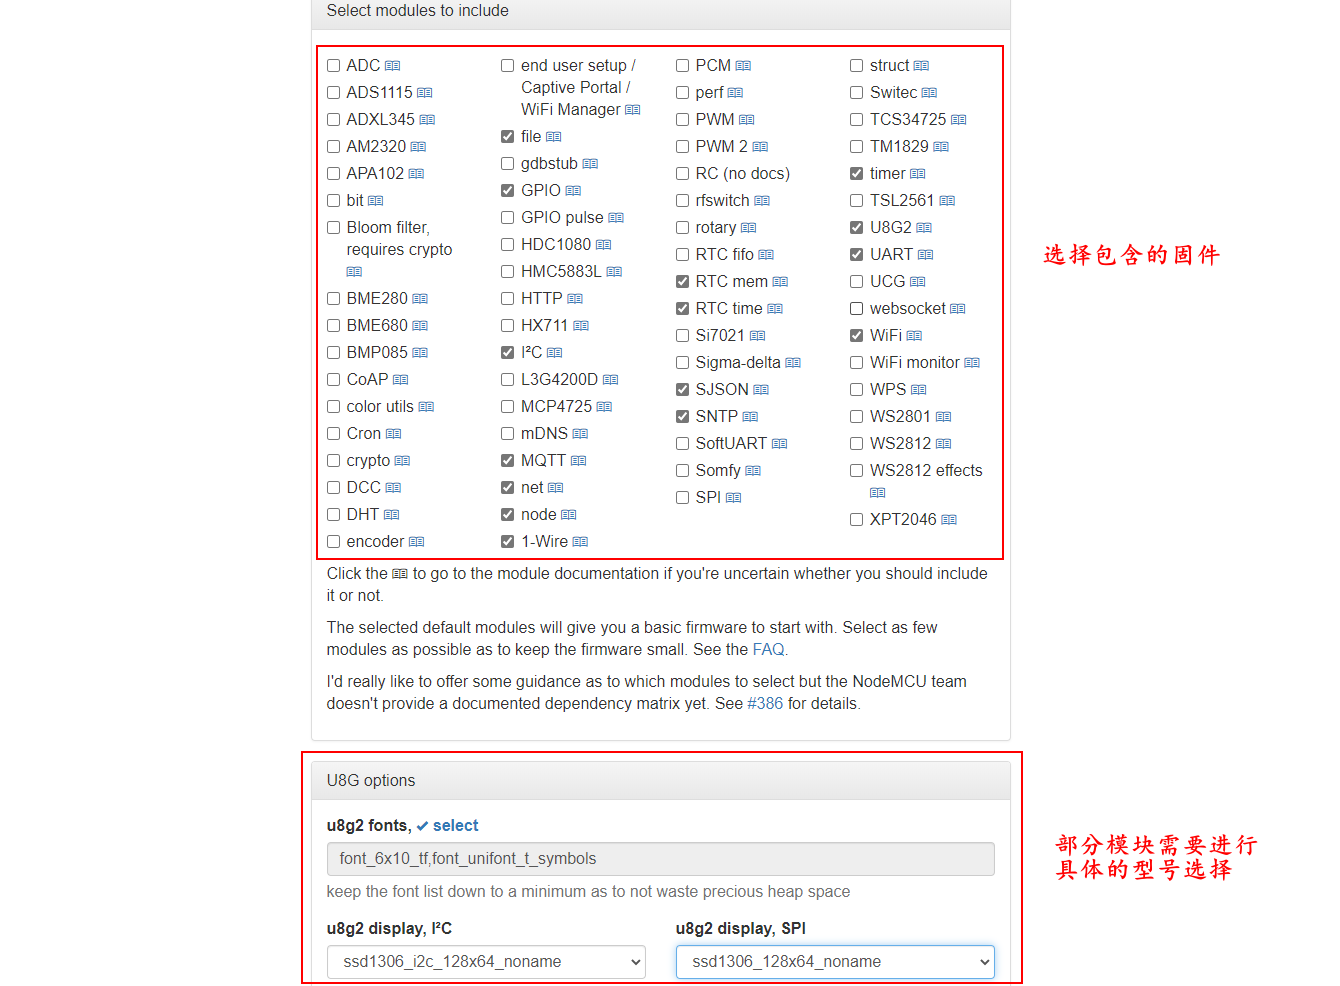 Select modules to include
ADC
ADS1115
ADXL345
AM2320
APA102
bit
Bloom filter,
requires crypto
BME280
BME680
BMP085
CoAP
color utils
Cron
crypto
DCC
DHT
encoder
end user setup /
Captive Portal /
WiFi Manager
file
gdbstub
GPIO
GPIO pulse
HDC1080
HMC5883L
HTTP
HX711
I²C
L3G4200D
MCP4725
mDNS
MQTT
net
node
1-Wire
PCM
perf
PWM
PWM 2
RC (no docs)
rfswitch
rotary
RTC fifo
RTC mem
RTC time
Si7021
Sigma-delta
SJSON
SNTP
SoftUART
Somfy
SPI
struct
Switec
TCS34725
TM1829
timer
TSL2561
U8G2
UART
UCG
websocket
WiFi
WiFi monitor
WPS
WS2801
WS2812
WS2812 effects
XPT2046
选择包含的固件
Click the to go to the module documentation if you're uncertain whether you should include
it or not.
The selected default modules will give you a basic firmware to start with. Select as few
modules as possible as to keep the firmware small. See the FAQ.
I'd really like to offer some guidance as to which modules to select but the NodeMCU team
doesn't provide a documented dependency matrix yet. See #386 for details.
U8G options
u8g2 fonts, select
font_6x10_tf,font_unifont_t_symbols
keep the font list down to a minimum as to not waste precious heap space
u8g2 display, I²C
ssd1306_i2c_128x64_noname
u8g2 display, SPI
ssd1306_128x64_noname
部分模块需要进行
具体的型号选择